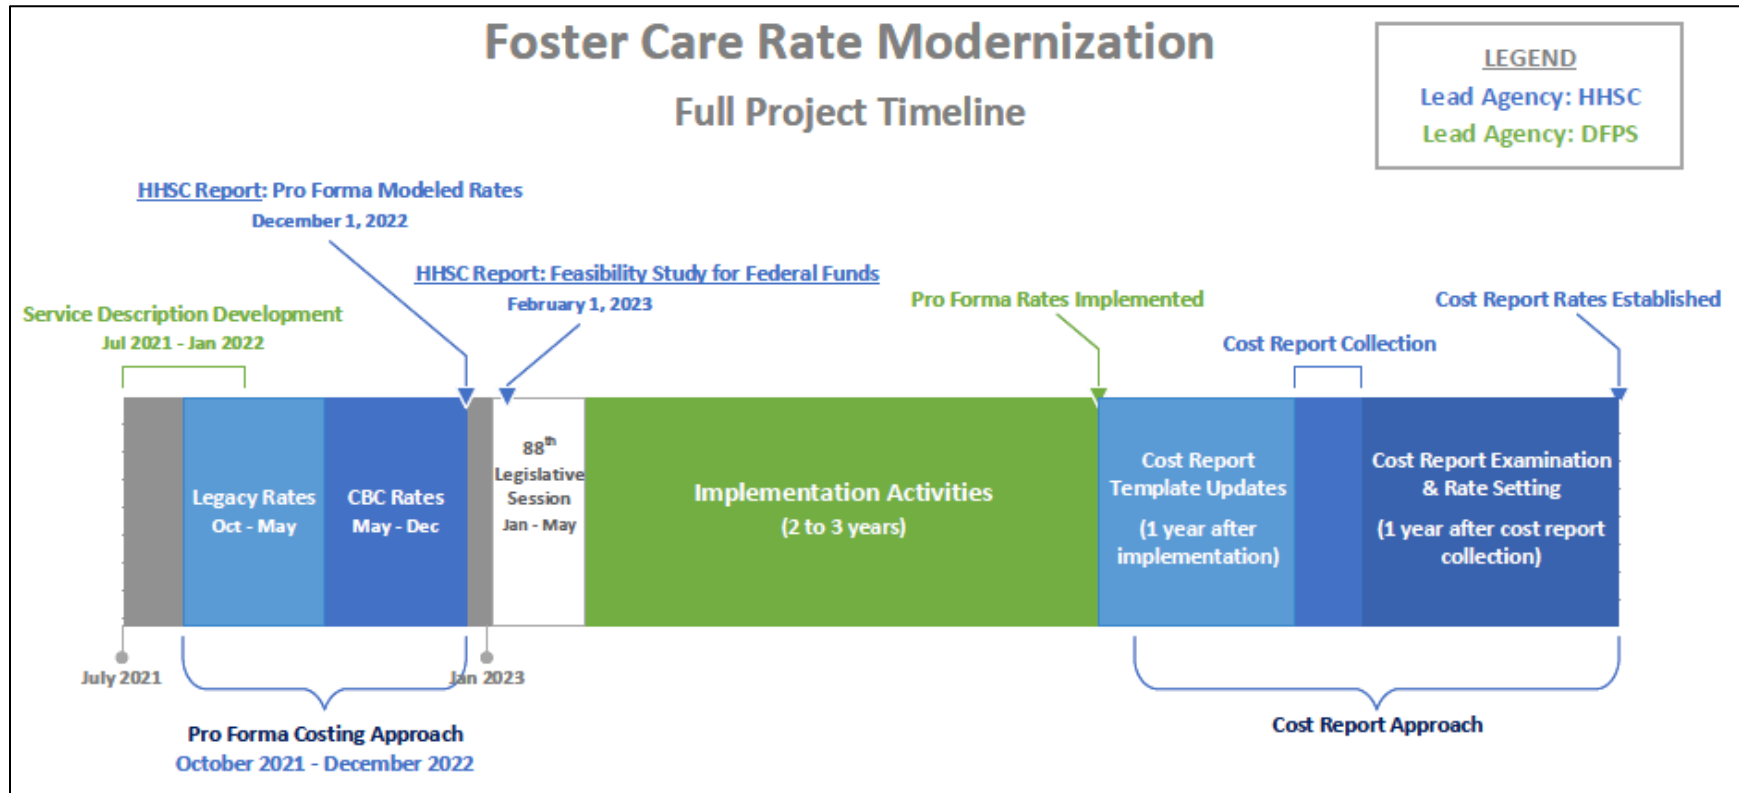 Foster Care Rate Modernization
Full Project Timeline
LEGEND
Lead Agency: HHSC
Lead Agency: DFPS
HHSC Report: Pro Forma Modeled Rates
December 1, 2022
HHSC Report: Feasibility Study for Federal Funds
February 1, 2023
Service Description Development
Jul 2021 - Jan 2022
Pro Forma Rates Implemented
Cost Report Collection
Cost Report Rates Established
Legacy Rates
Oct - May
CBC Rates
May - Dec
88th
Legislative
Session
Jan - May
Implementation Activities
(2 to 3 years)
Cost Report
Template Updates
(1 year after
implementation)
Cost Report Examination
& Rate Setting
(1 year after cost report
collection)
July 2021
Jan 2023
Pro Forma Costing Approach
October 2021 - December 2022
Cost Report Approach